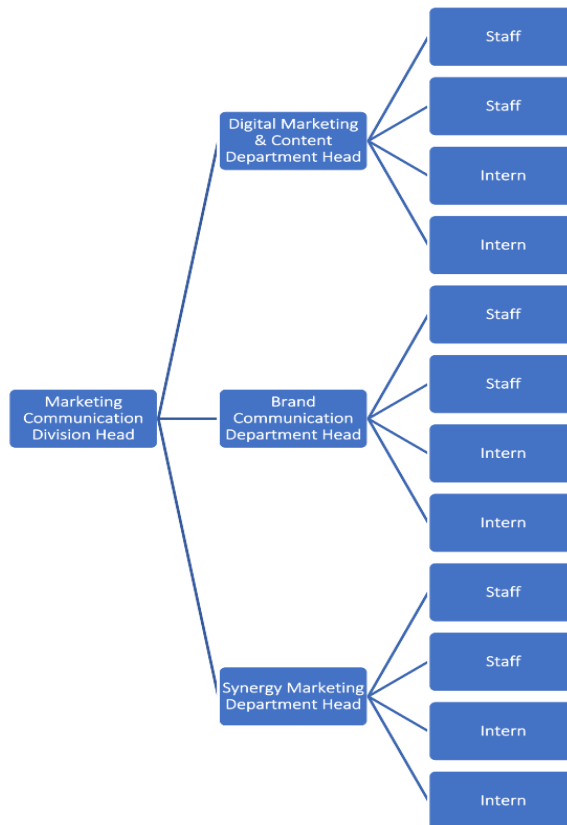 Staff
Staff
Digital Marketing
& Content
Department Head
Intern
Intern
Staff
Staff
Marketing
Communication
Division Head
Brand
Communication
Department Head
Intern
Intern
Staff
Staff
Synergy Marketing
Department Head
Intern
Intern